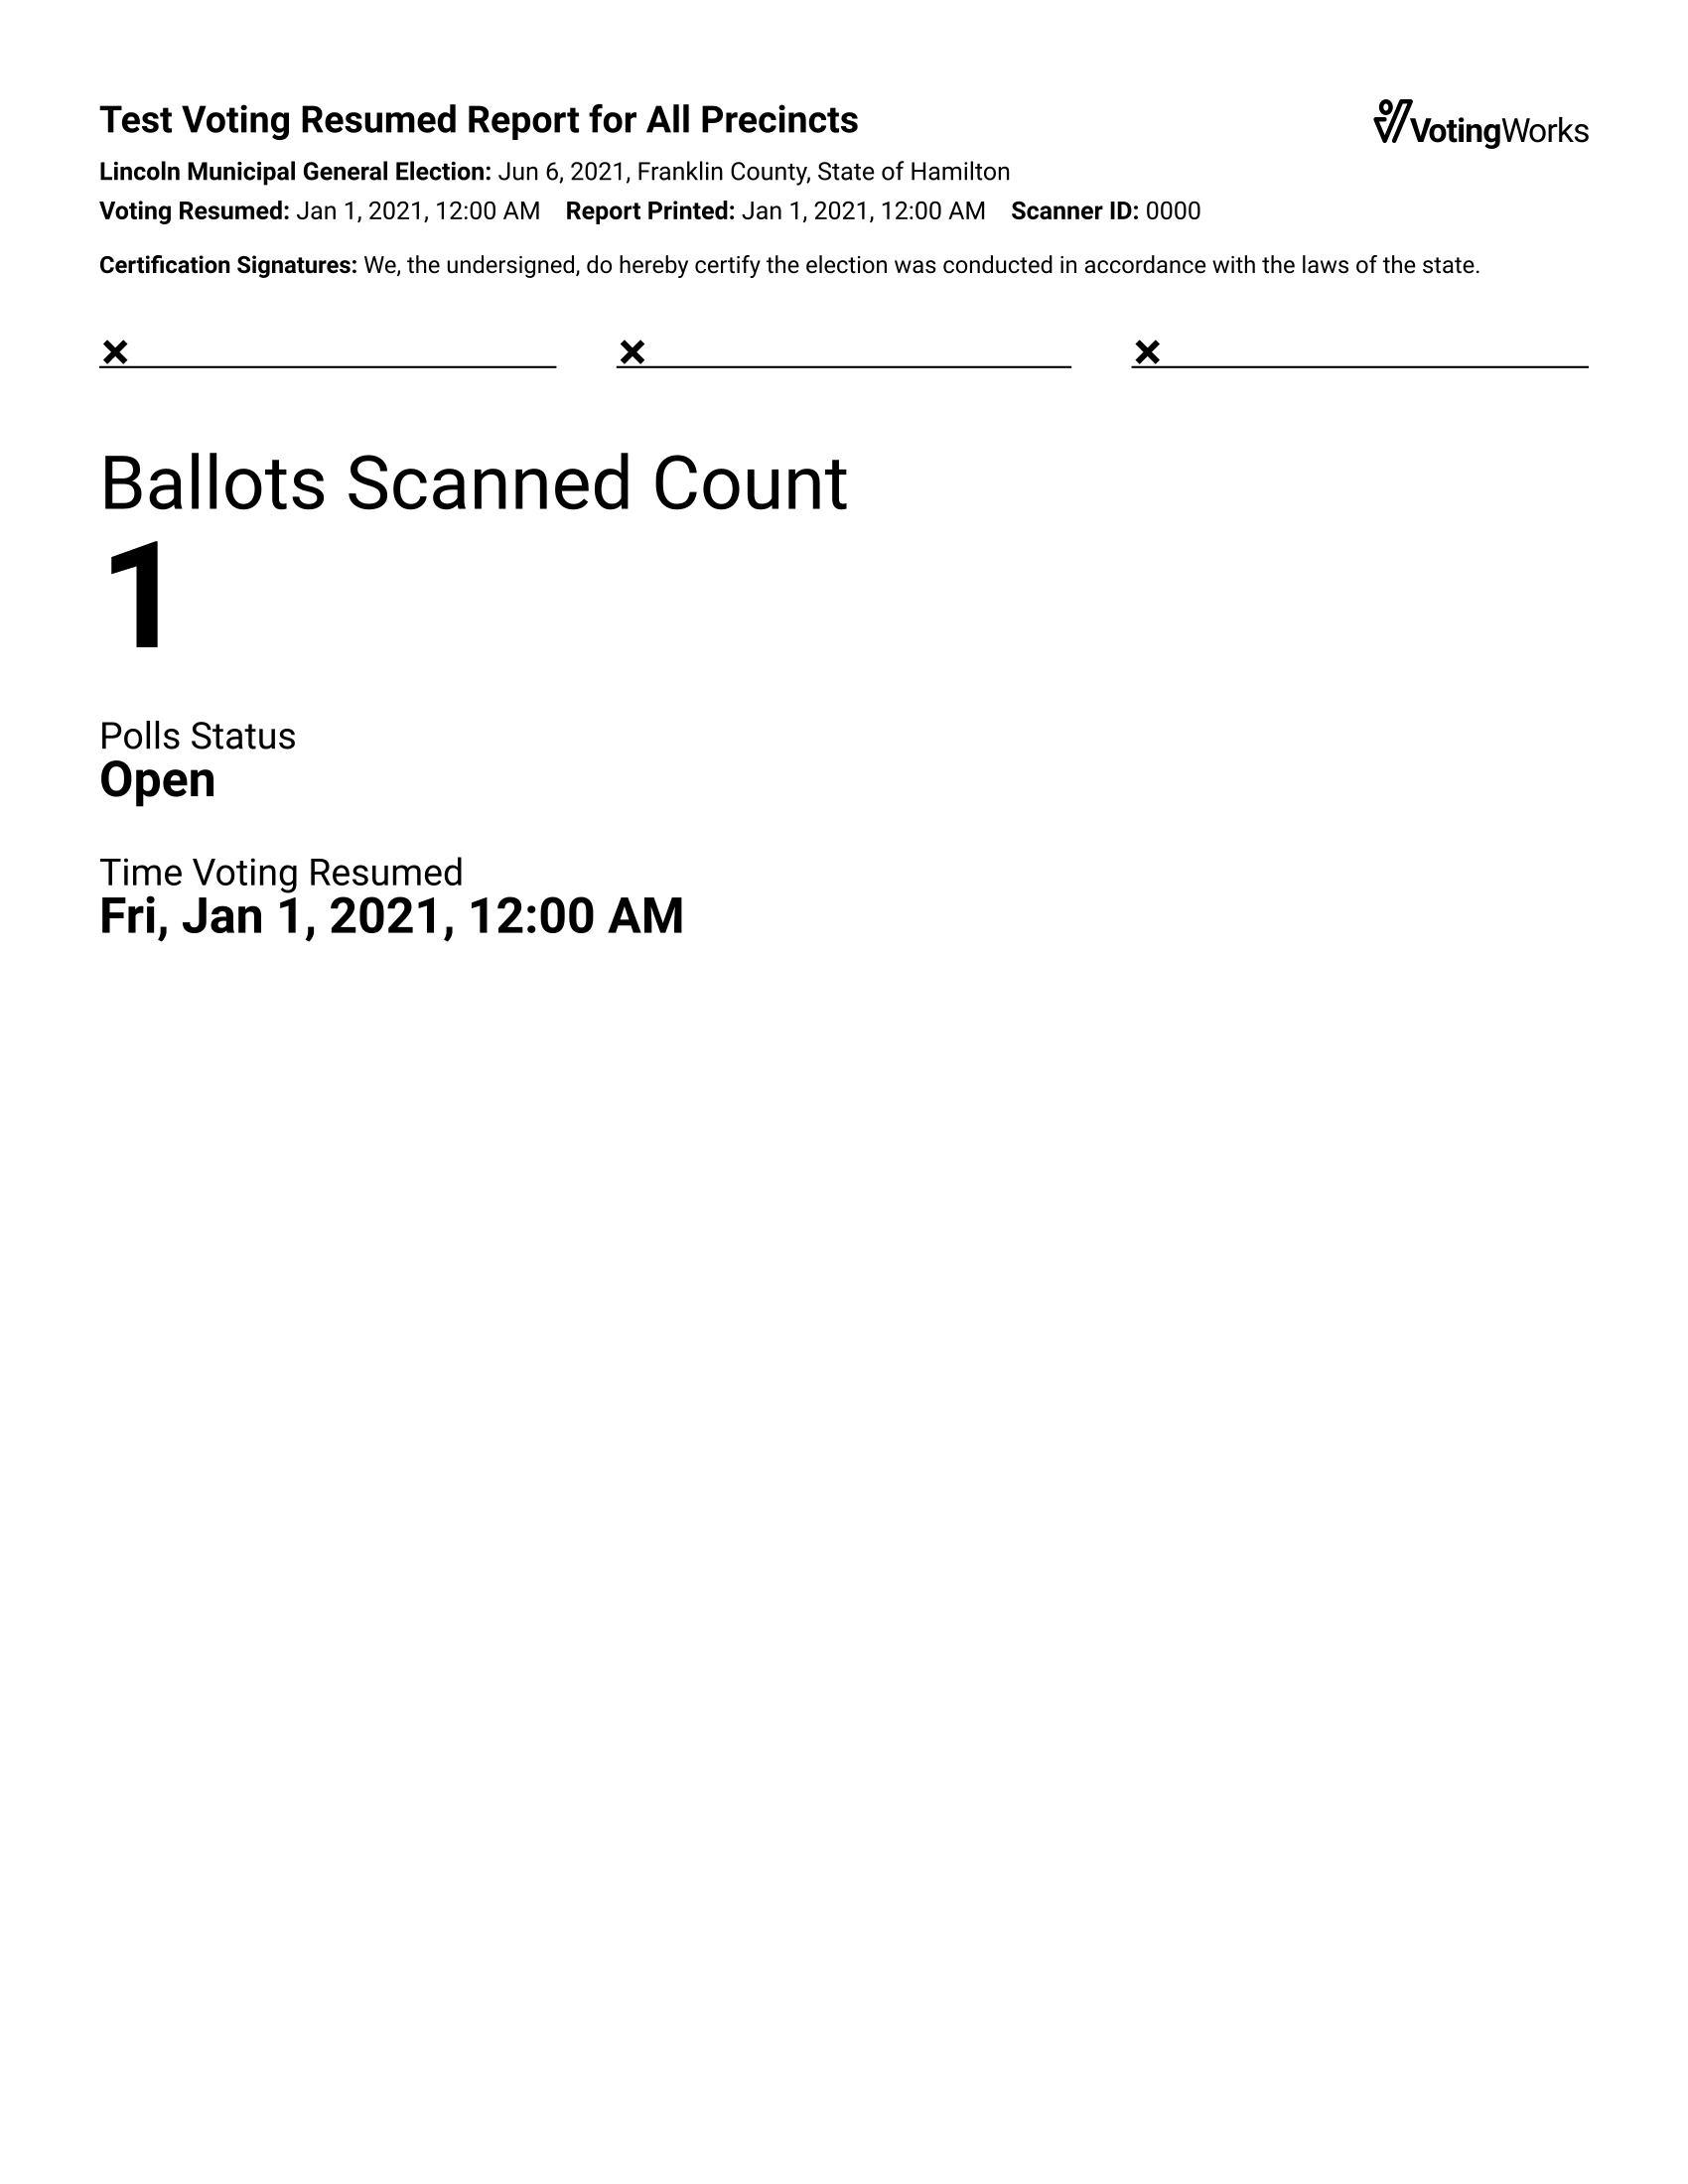 Test Voting Resumed Report for All Precincts
VotingWorks
Lincoln Municipal General Election: Jun 6, 2021, Franklin County, State of Hamilton
Voting Resumed: Jan 1, 2021, 12:00 AM Report Printed: Jan 1, 2021, 12:00 AM Scanner ID: 0000
Certification Signatures: We, the undersigned, do hereby certify the election was conducted in accordance with the laws of the state.
× × ×
Ballots Scanned Count
1
Polls Status
Open
Time Voting Resumed
Fri, Jan 1, 2021, 12:00 AM